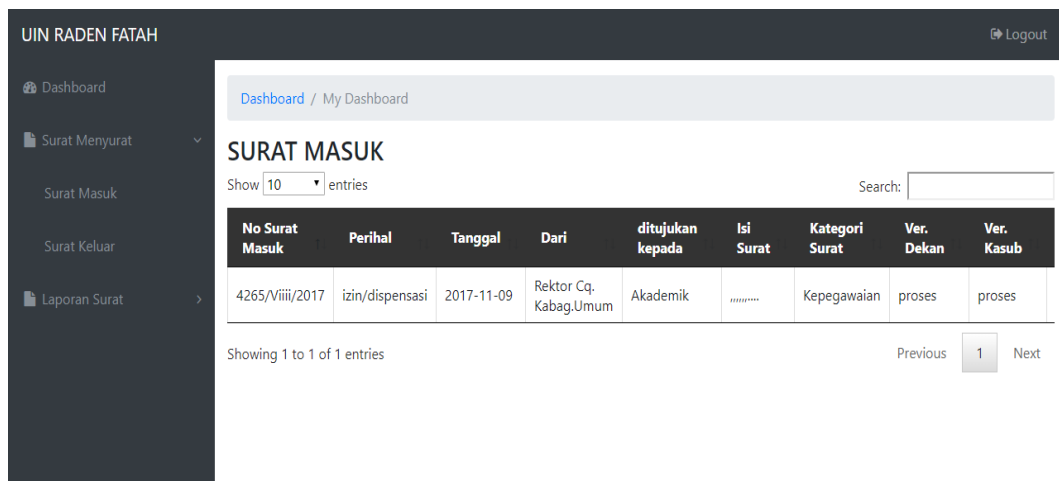 UIN RADEN FATAH
Logout
Dashboard
Surat Menyurat
Surat Masuk
Surat Keluar
Laporan Surat
Dashboard / My Dashboard
SURAT MASUK
Show 10 entries
Search:
No Surat Masuk Perihal Tanggal Dari ditujukan kepada Isi Surat Kategori Surat Ver. Dekan Ver. Kasub
4265/Viiii/2017 izin/dispensasi 2017-11-09 Rektor Cq. Kabag.Umum Akademik ,,,,,,.... Kepegawaian proses proses
Showing 1 to 1 of 1 entries
Previous 1 Next